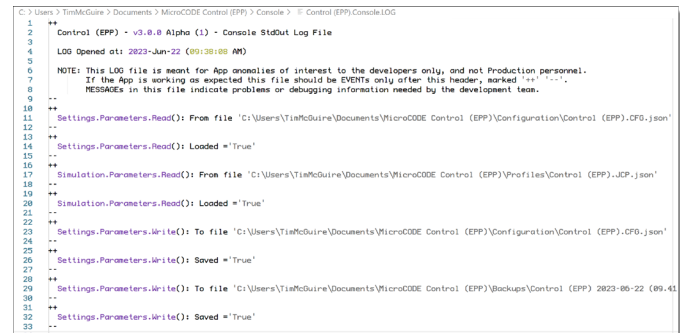 C: > Users > TimMcGuire > Documents > MicroCODE Control (EPP) > Console > Control (EPP).Console.LOG
1 ++
2 Control (EPP) - v3.0.0 Alpha (1) - Console StdOut Log File
3
4 LOG Opened at: 2023-Jun-22 (09:38:08 AM)
5
6 NOTE: This LOG file is meant for App anomalies of interest to the developers only, and not Production personnel.
7 If the App is working as expected this file should be EVENTs only after this header, marked '++' '--'.
8 MESSAGEs in this file indicate problems or debugging information needed by the development team.
9 --
10 ++
11 Settings.Parameters.Read(): From file 'C:\Users\TimMcGuire\Documents\MicroCODE Control (EPP)\Configuration\Control (EPP).CFG.json'
12 --
13 ++
14 Settings.Parameters.Read(): Loaded ='True'
15 --
16 ++
17 Simulation.Parameters.Read(): From file 'C:\Users\TimMcGuire\Documents\MicroCODE Control (EPP)\Profiles\Control (EPP).JCP.json'
18 --
19 ++
20 Simulation.Parameters.Read(): Loaded ='True'
21 --
22 ++
23 Settings.Parameters.Write(): To file 'C:\Users\TimMcGuire\Documents\MicroCODE Control (EPP)\Configuration\Control (EPP).CFG.json'
24 --
25 ++
26 Settings.Parameters.Write(): Saved ='True'
27 --
28 ++
29 Settings.Parameters.Write(): To file 'C:\Users\TimMcGuire\Documents\MicroCODE Control (EPP)\Backups\Control (EPP) 2023-06-22 (09.41
30 --
31 ++
32 Settings.Parameters.Write(): Saved ='True'
33 --